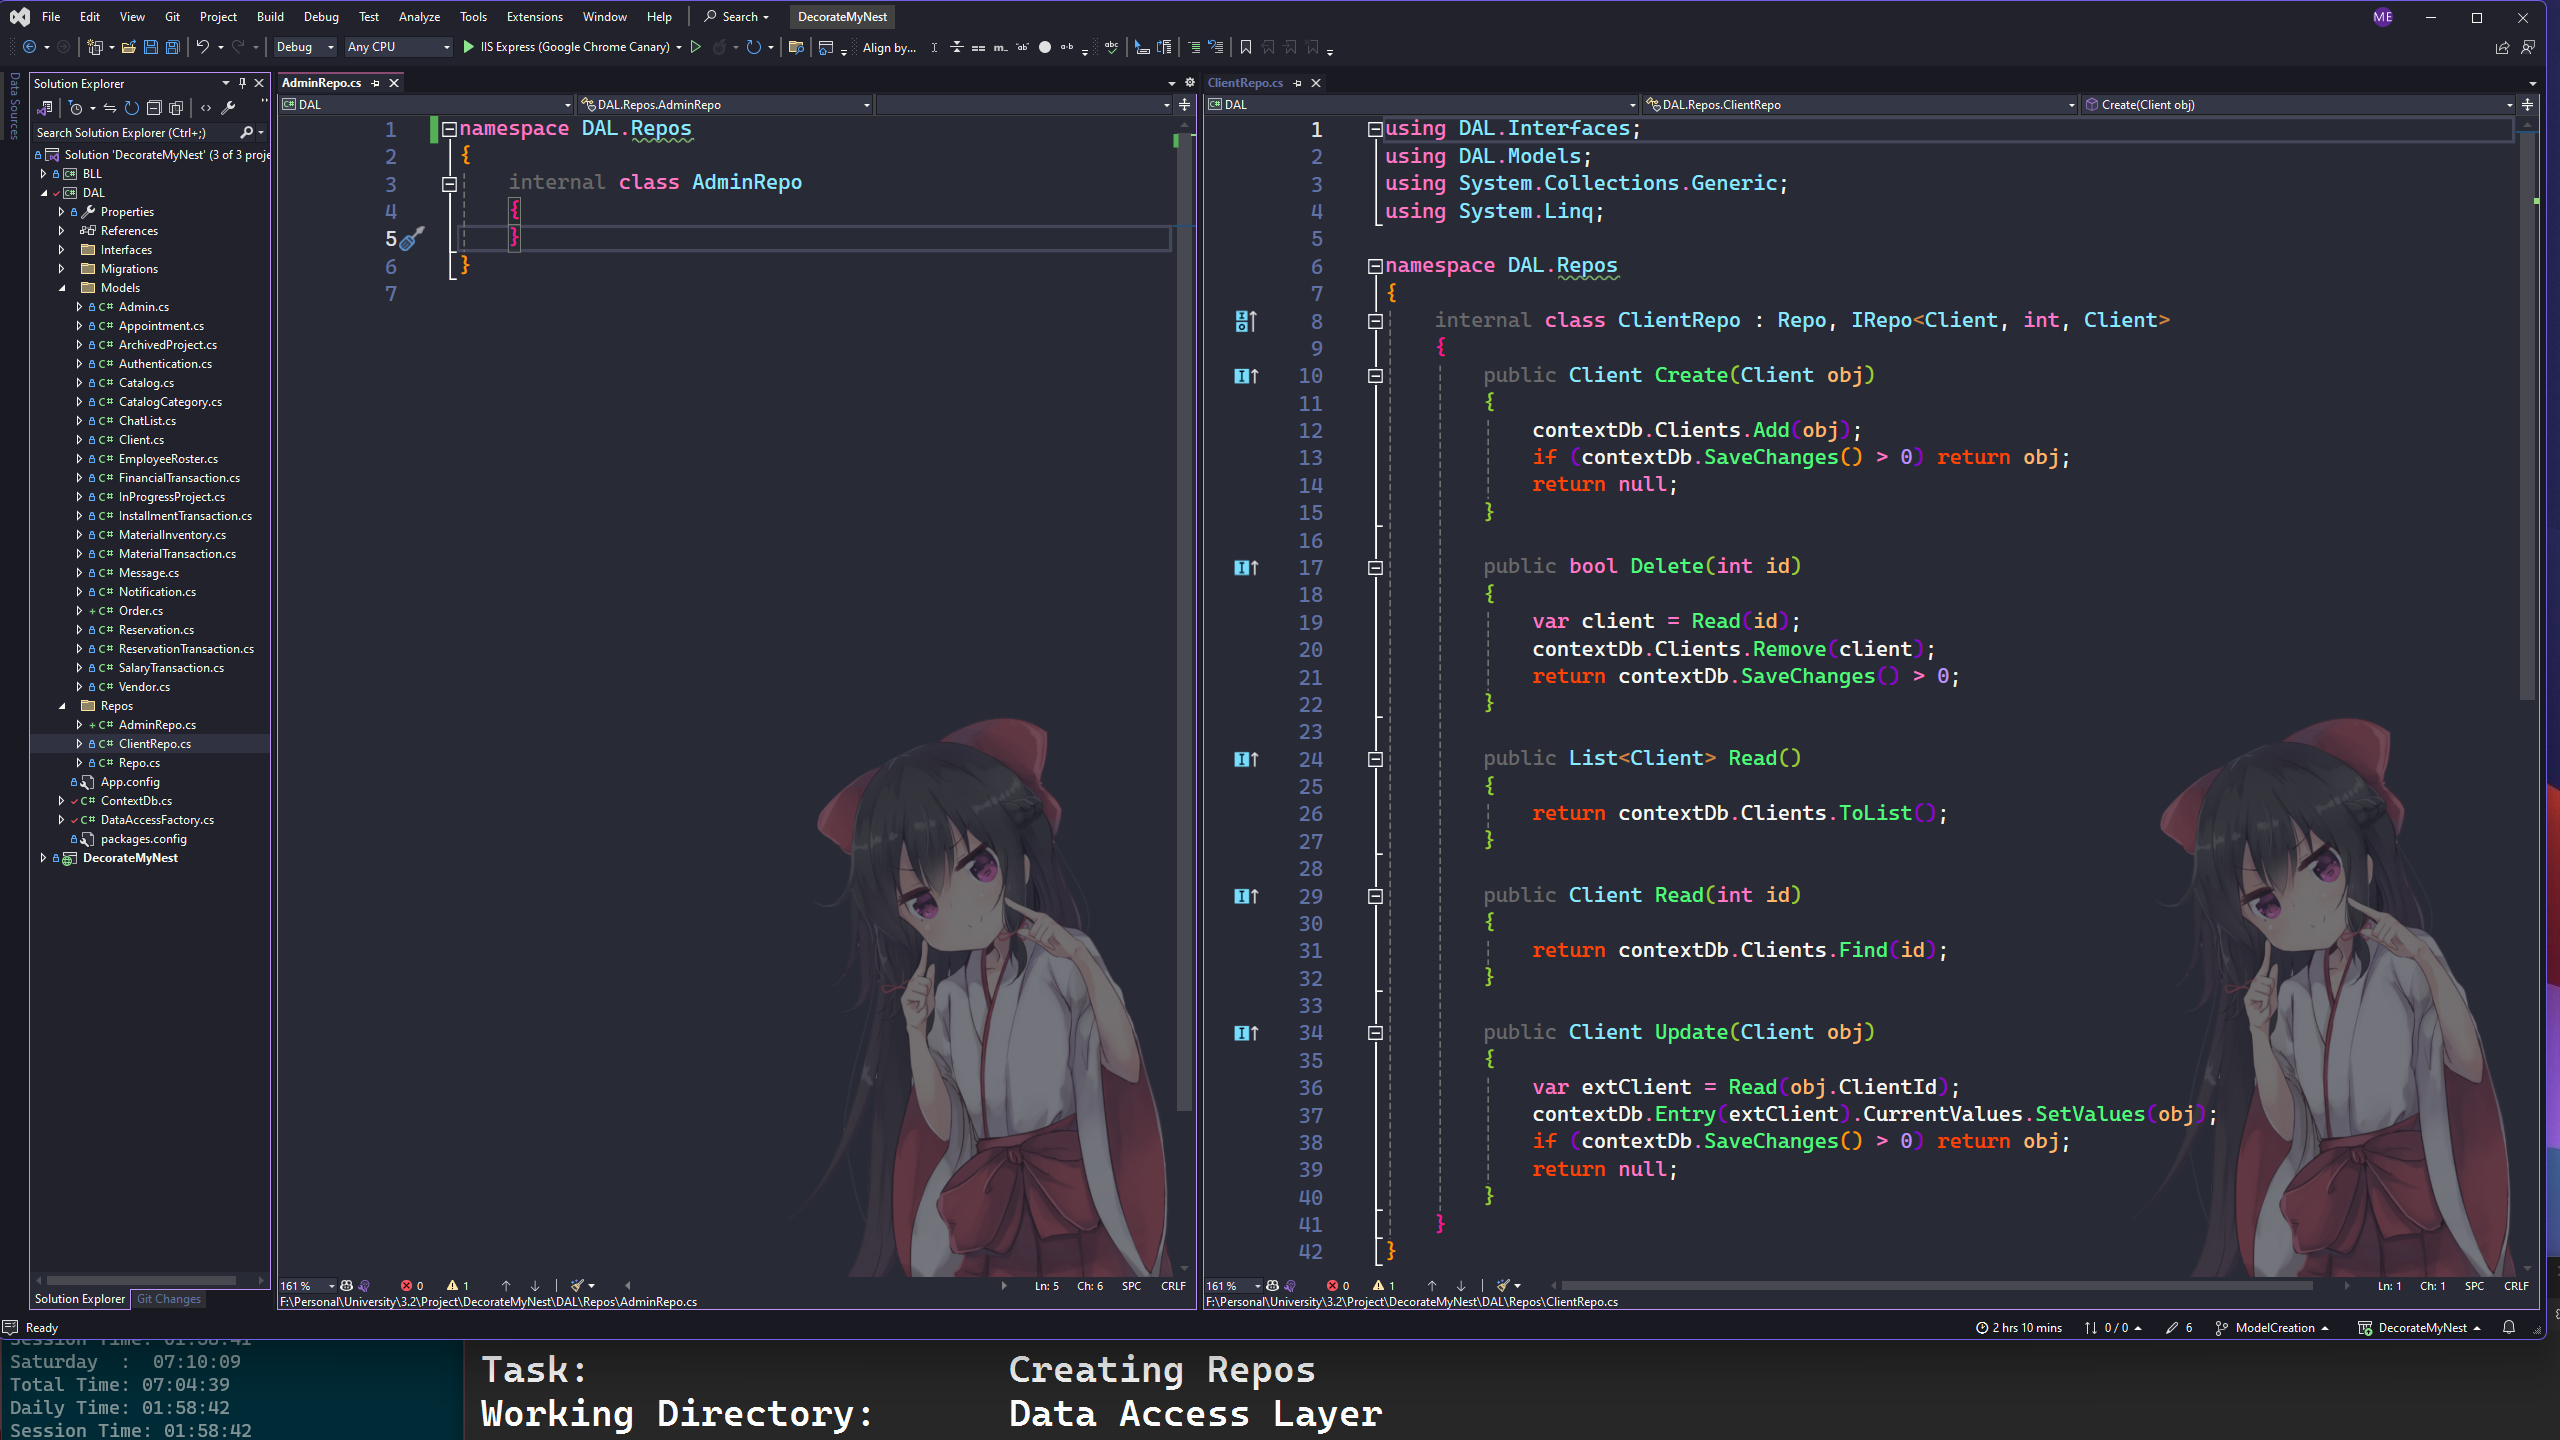 File Edit View Git Project Build Debug Test Analyze Tools Extensions Window Help Search DecorateMyNest ME
Debug Any CPU IIS Express (Google Chrome Canary) Align by...
Data Sources
Solution Explorer
Search Solution Explorer (Ctrl+;)
Solution 'DecorateMyNest' (3 of 3 proje
BLL
DAL
Properties
References
Interfaces
Migrations
Models
C# Admin.cs
C# Appointment.cs
C# ArchivedProject.cs
C# Authentication.cs
C# Catalog.cs
C# CatalogCategory.cs
C# ChatList.cs
C# Client.cs
C# EmployeeRoster.cs
C# FinancialTransaction.cs
C# InProgressProject.cs
C# InstallmentTransaction.cs
C# MaterialInventory.cs
C# MaterialTransaction.cs
C# Message.cs
C# Notification.cs
+ C# Order.cs
C# Reservation.cs
C# ReservationTransaction.cs
C# SalaryTransaction.cs
C# Vendor.cs
Repos
+ C# AdminRepo.cs
C# ClientRepo.cs
C# Repo.cs
App.config
C# ContextDb.cs
C# DataAccessFactory.cs
packages.config
DecorateMyNest
Solution Explorer Git Changes
AdminRepo.cs
DAL DAL.Repos.AdminRepo
1 namespace DAL.Repos
2 {
3 internal class AdminRepo
4 {
5 }
6 }
7
161 % 0 1 Ln: 5 Ch: 6 SPC CRLF
F:\Personal\University\3.2\Project\DecorateMyNest\DAL\Repos\AdminRepo.cs
ClientRepo.cs
DAL DAL.Repos.ClientRepo Create(Client obj)
1 using DAL.Interfaces;
2 using DAL.Models;
3 using System.Collections.Generic;
4 using System.Linq;
5
6 namespace DAL.Repos
7 {
8 internal class ClientRepo : Repo, IRepo<Client, int, Client>
9 {
10 public Client Create(Client obj)
11 {
12 contextDb.Clients.Add(obj);
13 if (contextDb.SaveChanges() > 0) return obj;
14 return null;
15 }
16
17 public bool Delete(int id)
18 {
19 var client = Read(id);
20 contextDb.Clients.Remove(client);
21 return contextDb.SaveChanges() > 0;
22 }
23
24 public List<Client> Read()
25 {
26 return contextDb.Clients.ToList();
27 }
28
29 public Client Read(int id)
30 {
31 return contextDb.Clients.Find(id);
32 }
33
34 public Client Update(Client obj)
35 {
36 var extClient = Read(obj.ClientId);
37 contextDb.Entry(extClient).CurrentValues.SetValues(obj);
38 if (contextDb.SaveChanges() > 0) return obj;
39 return null;
40 }
41 }
42 }
161 % 0 1 Ln: 1 Ch: 1 SPC CRLF
F:\Personal\University\3.2\Project\DecorateMyNest\DAL\Repos\ClientRepo.cs
Ready 2 hrs 10 mins 0 / 0 6 ModelCreation DecorateMyNest
Session Time: 01:58:41
Saturday : 07:10:09
Total Time: 07:04:39
Daily Time: 01:58:42
Session Time: 01:58:42
Task: Creating Repos
Working Directory: Data Access Layer